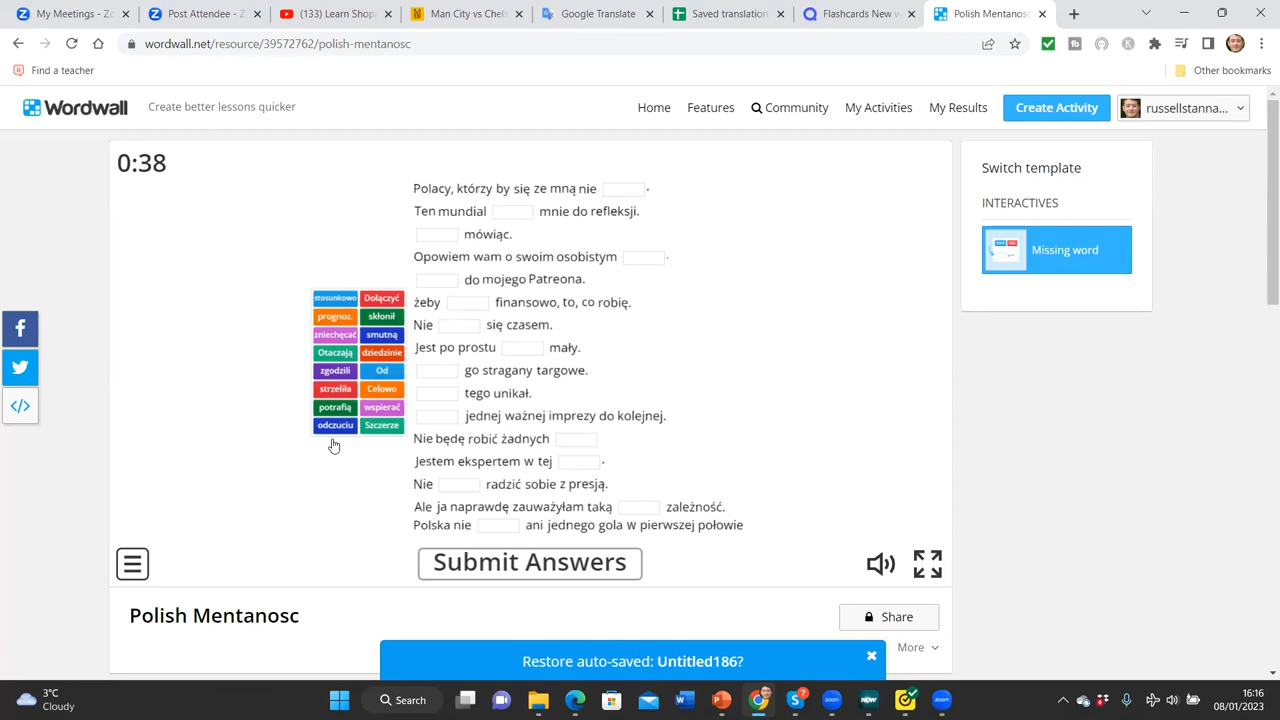 My Meetings - Z
Post Attende
(133) Learn Shop
Man City vs Chel
Google Translate
Saved translation
Flashcards New w
Polish Mentanosc
wordwall.net/resource/39572762/polish-mentanosc
Find a teacher
Other bookmarks
Wordwall
Create better lessons quicker
Home
Features
Community
My Activities
My Results
Create Activity
russellstanna...
0:38
Switch template
INTERACTIVES
Missing word
Polacy, którzy by się ze mną nie .
Ten mundial mnie do refleksji.
mówiąc.
Opowiem wam o swoim osobistym .
do mojego Patreona.
żeby finansowo, to, co robię.
Nie się czasem.
Jest po prostu mały.
go stragany targowe.
tego unikał.
jednej ważnej imprezy do kolejnej.
Nie będę robić żadnych
Jestem ekspertem w tej .
Nie radzić sobie z presją.
Ale ja naprawdę zauważyłam taką zależność.
Polska nie ani jednego gola w pierwszej połowie
stosunkowo Dołączyć
prognoz. skłonił
zniechęcać smutną
Otaczają dziedzinie
zgodzili Od
strzeliła Celowo
potrafią wspierać
odczuciu Szczerze
Submit Answers
Polish Mentanosc
Share
More
Restore auto-saved: Untitled186?
3°C
Cloudy
Search
16:16
08/01/2023